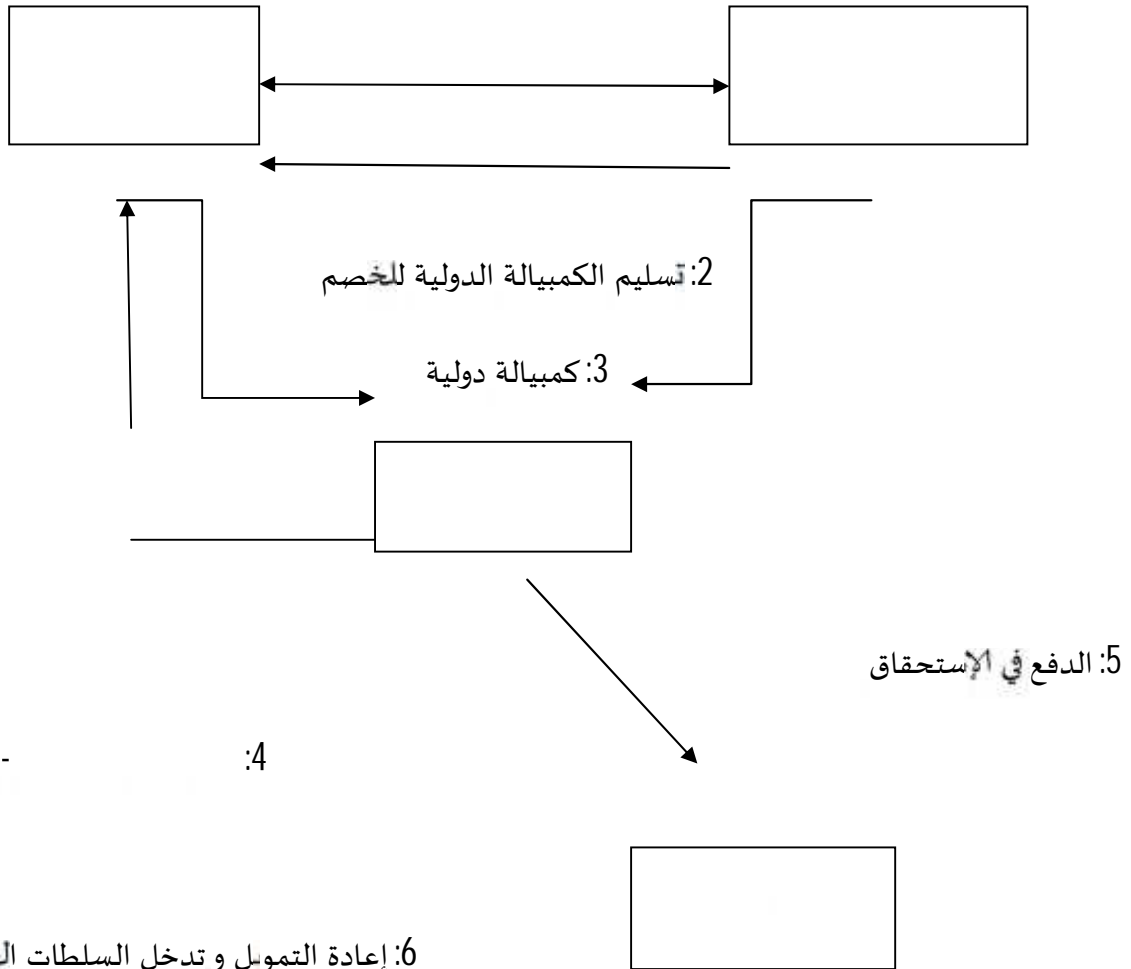 2: تسليم الكمبيالة الدولية للخصم
3: كمبيالة دولية
5: الدفع في الإستحقاق
4: -
6: إعادة التمويل و تدخل السلطات